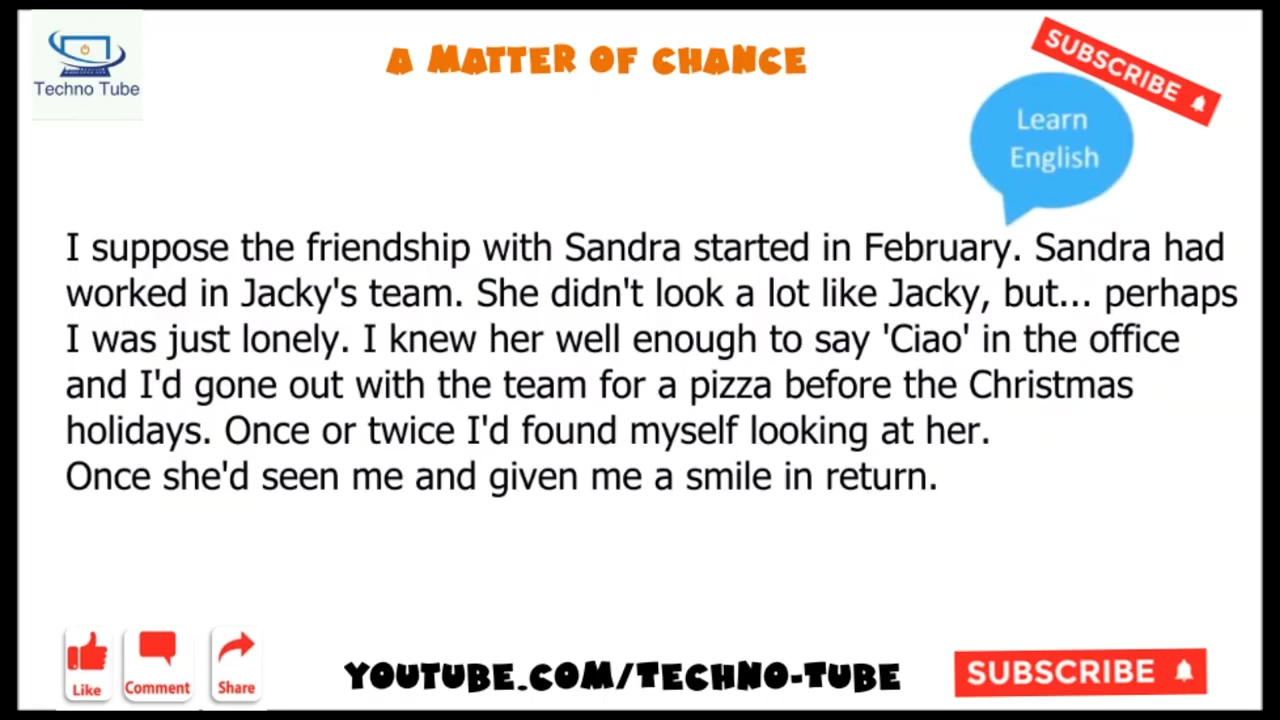 A MATTER OF CHANCE
SUBSCRIBE
Techno Tube
Learn
English
I suppose the friendship with Sandra started in February. Sandra had
worked in Jacky's team. She didn't look a lot like Jacky, but... perhaps
I was just lonely. I knew her well enough to say 'Ciao' in the office
and I'd gone out with the team for a pizza before the Christmas
holidays. Once or twice I'd found myself looking at her.
Once she'd seen me and given me a smile in return.
Like
Comment
Share
YOUTUBE.COM/TECHNO-TUBE
SUBSCRIBE